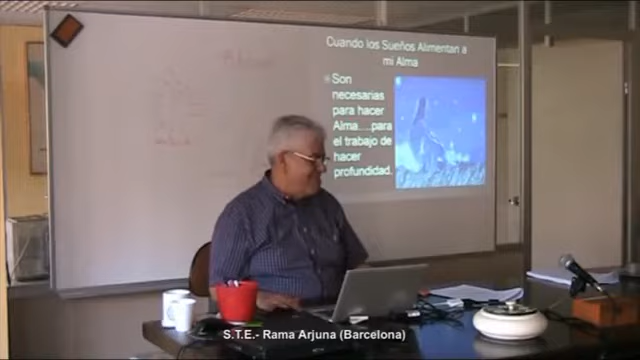 Cuando los Sueños Alimentan a
mi Alma
Son
necesarias
para hacer
Alma....para
el trabajo de
hacer
profundidad.
S.T.E.- Rama Arjuna (Barcelona)